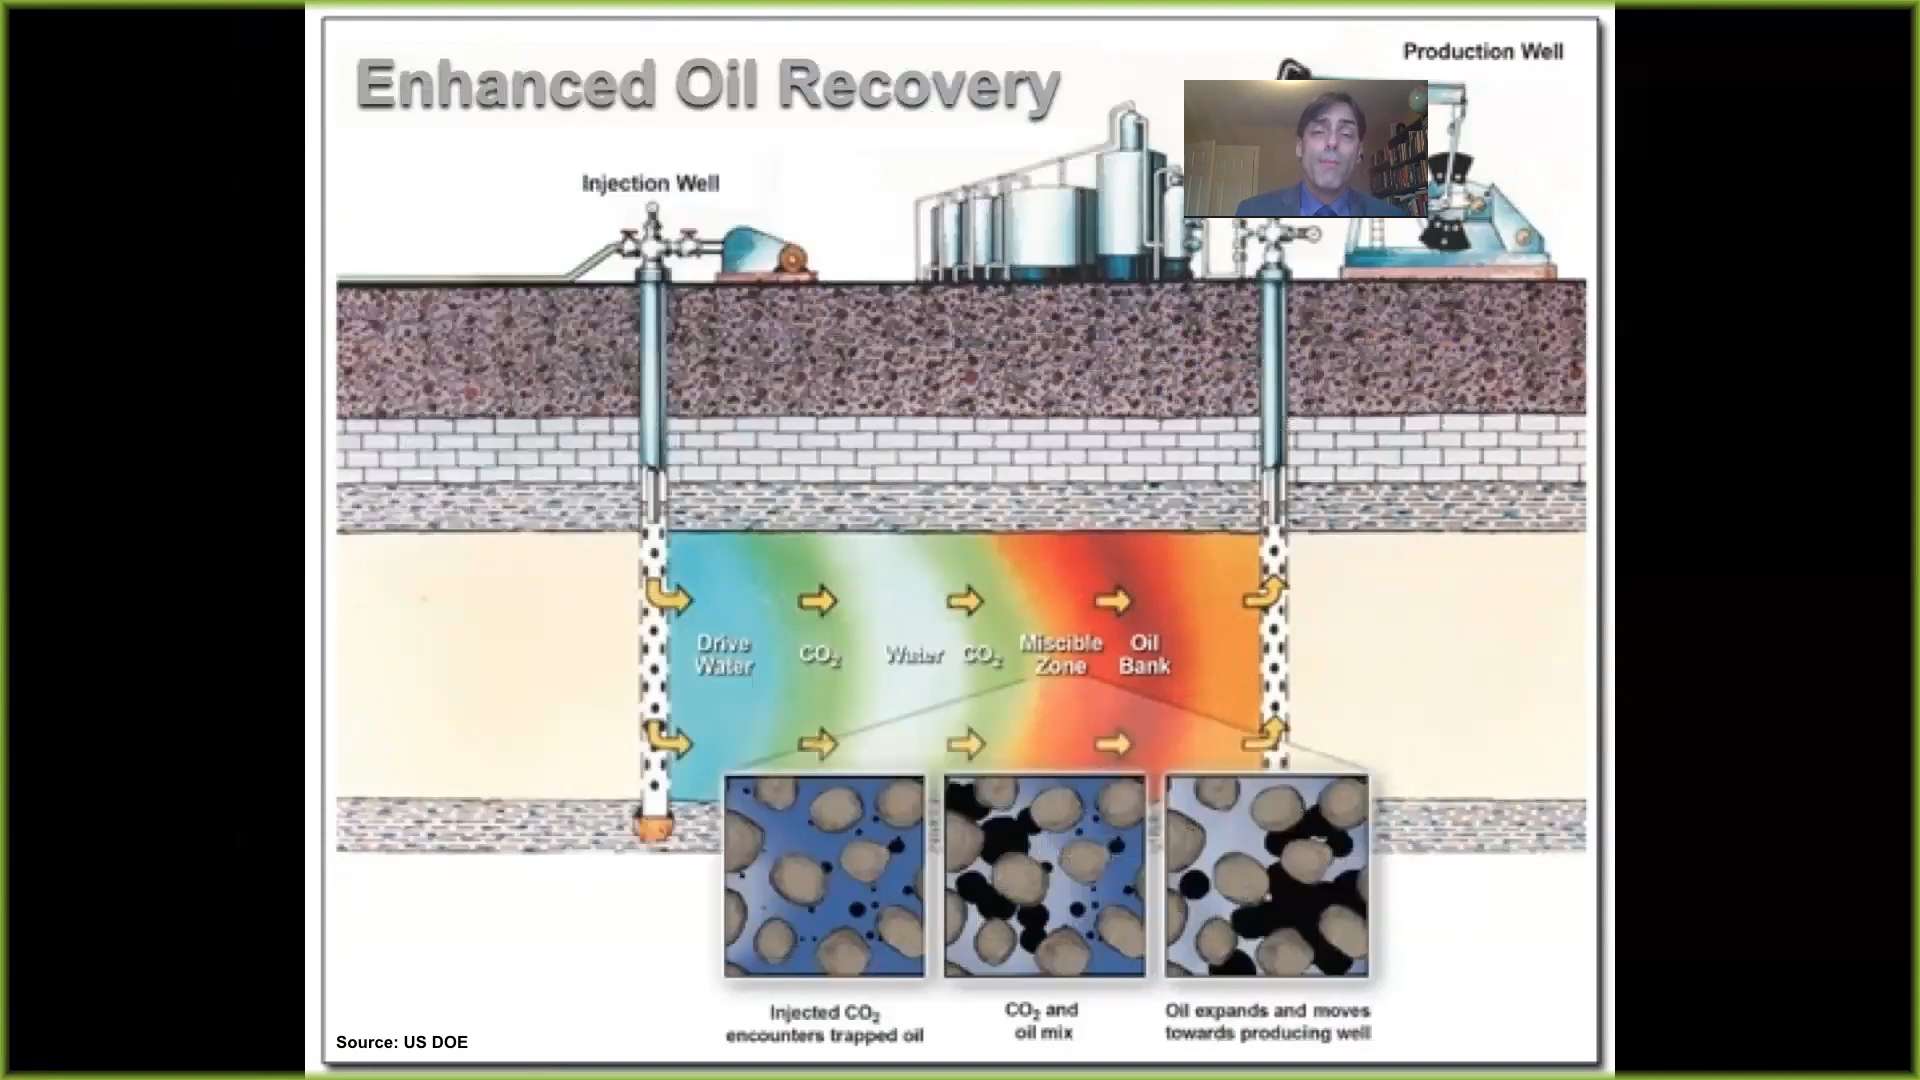 Enhanced Oil Recovery
Production Well
Injection Well
Drive
Water
CO₂
Water
CO₂
Miscible
Zone
Oil
Bank
Injected CO₂
encounters trapped oil
CO₂ and
oil mix
Oil expands and moves
towards producing well
Source: US DOE